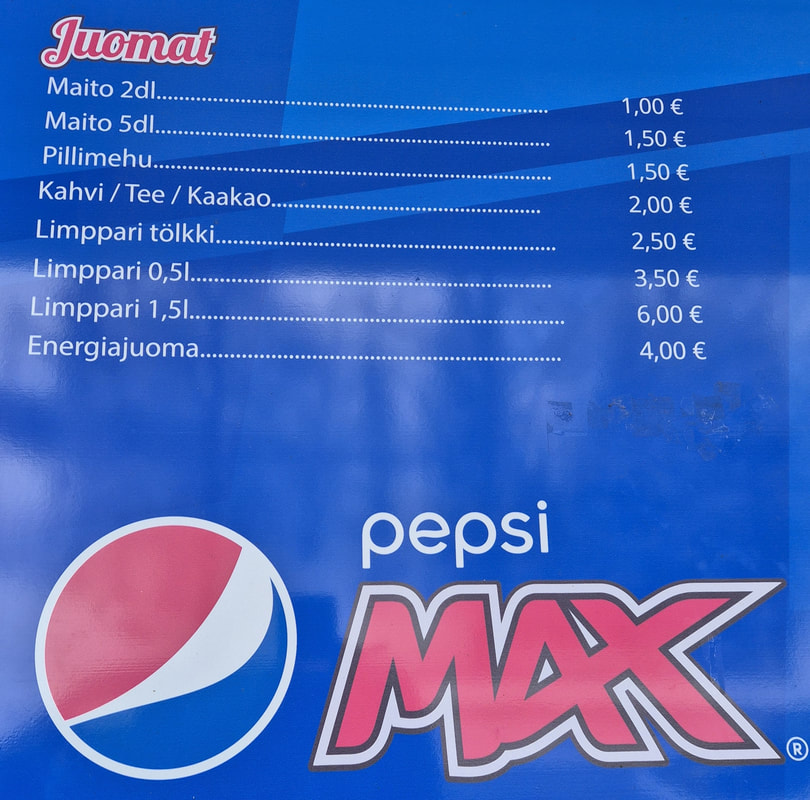 Juomat
Maito 2dl.......................................................... 1,00 €
Maito 5dl.......................................................... 1,50 €
Pillimehu.......................................................... 1,50 €
Kahvi / Tee / Kaakao....................................... 2,00 €
Limppari tölkki................................................. 2,50 €
Limppari 0,5l.................................................... 3,50 €
Limppari 1,5l...................................................... 6,00 €
Energiajuoma.................................................... 4,00 €
pepsi
MAX ®